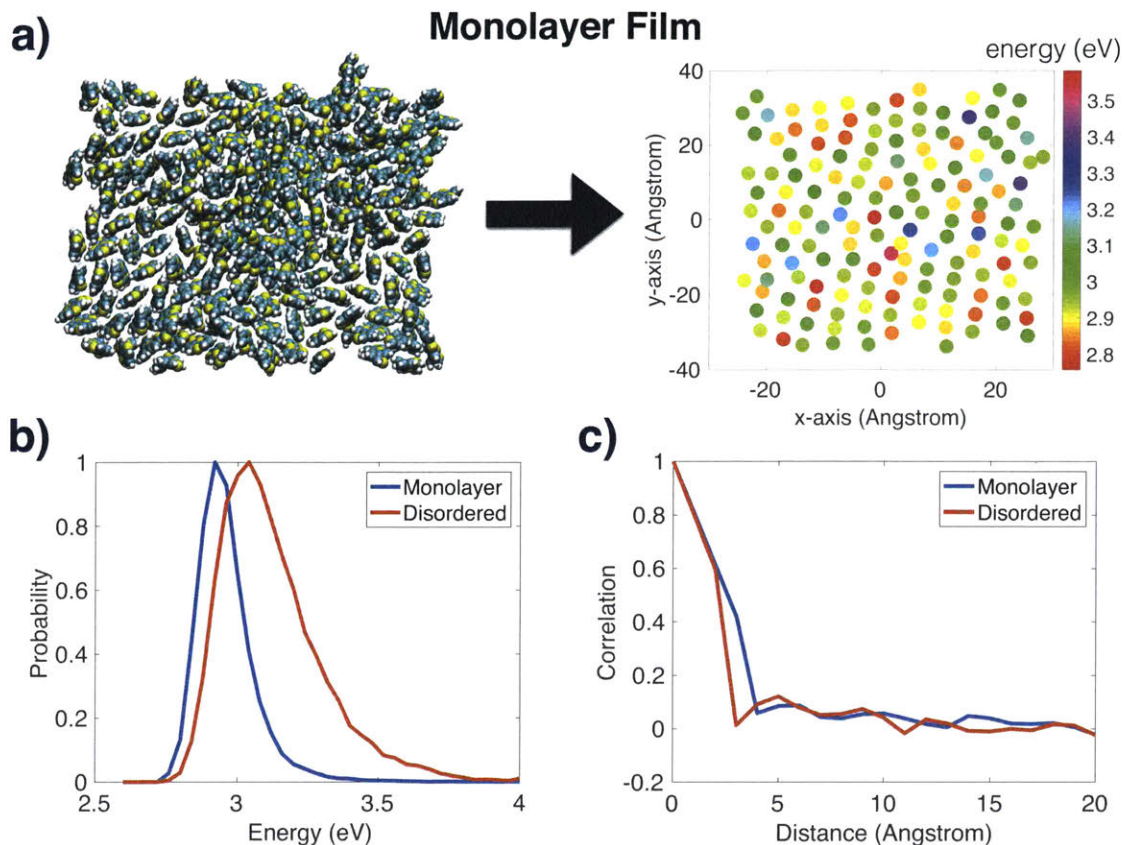 Monolayer Film
a)
energy (eV)
40
20
0
-20
-40
y-axis (Angstrom)
-20
0
20
x-axis (Angstrom)
3.5
3.4
3.3
3.2
3.1
3
2.9
2.8
b)
1
0.8
0.6
0.4
0.2
0
Probability
Monolayer
Disordered
2.5
3
3.5
4
Energy (eV)
c)
1
0.8
0.6
0.4
0.2
0
-0.2
Correlation
Monolayer
Disordered
0
5
10
15
20
Distance (Angstrom)